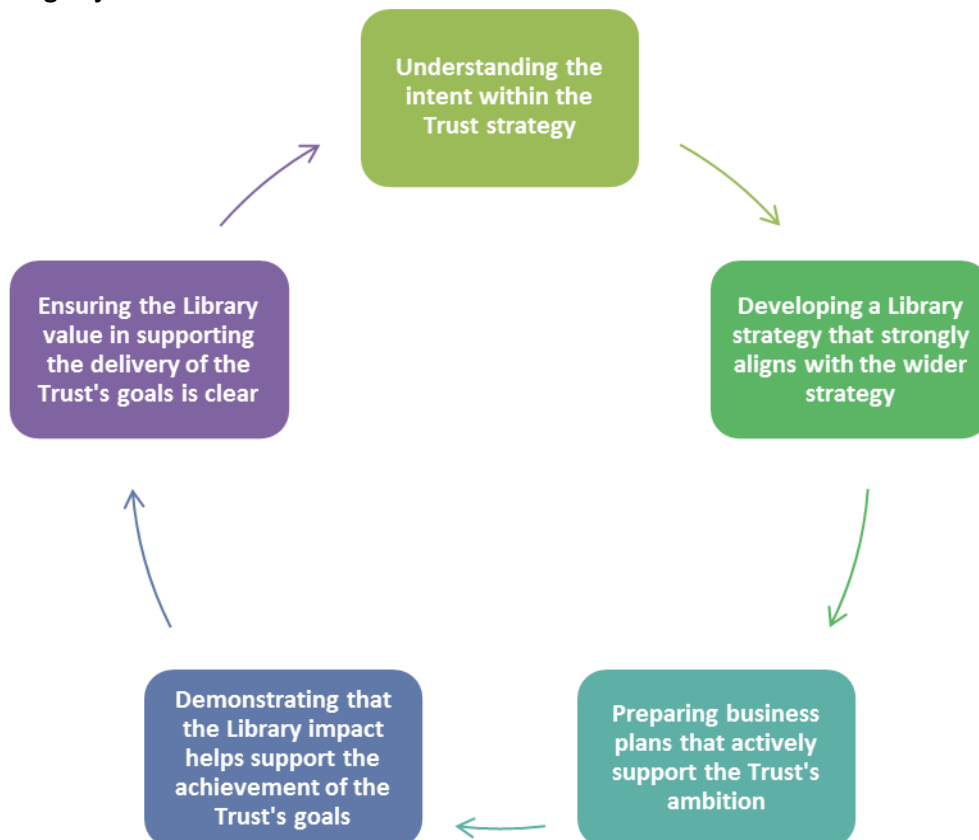 Understanding the
intent within the
Trust strategy
Developing a Library
strategy that strongly
aligns with the wider
strategy
Preparing business
plans that actively
support the Trust's
ambition
Demonstrating that
the Library impact
helps support the
achievement of the
Trust's goals
Ensuring the Library
value in supporting
the delivery of the
Trust's goals is clear